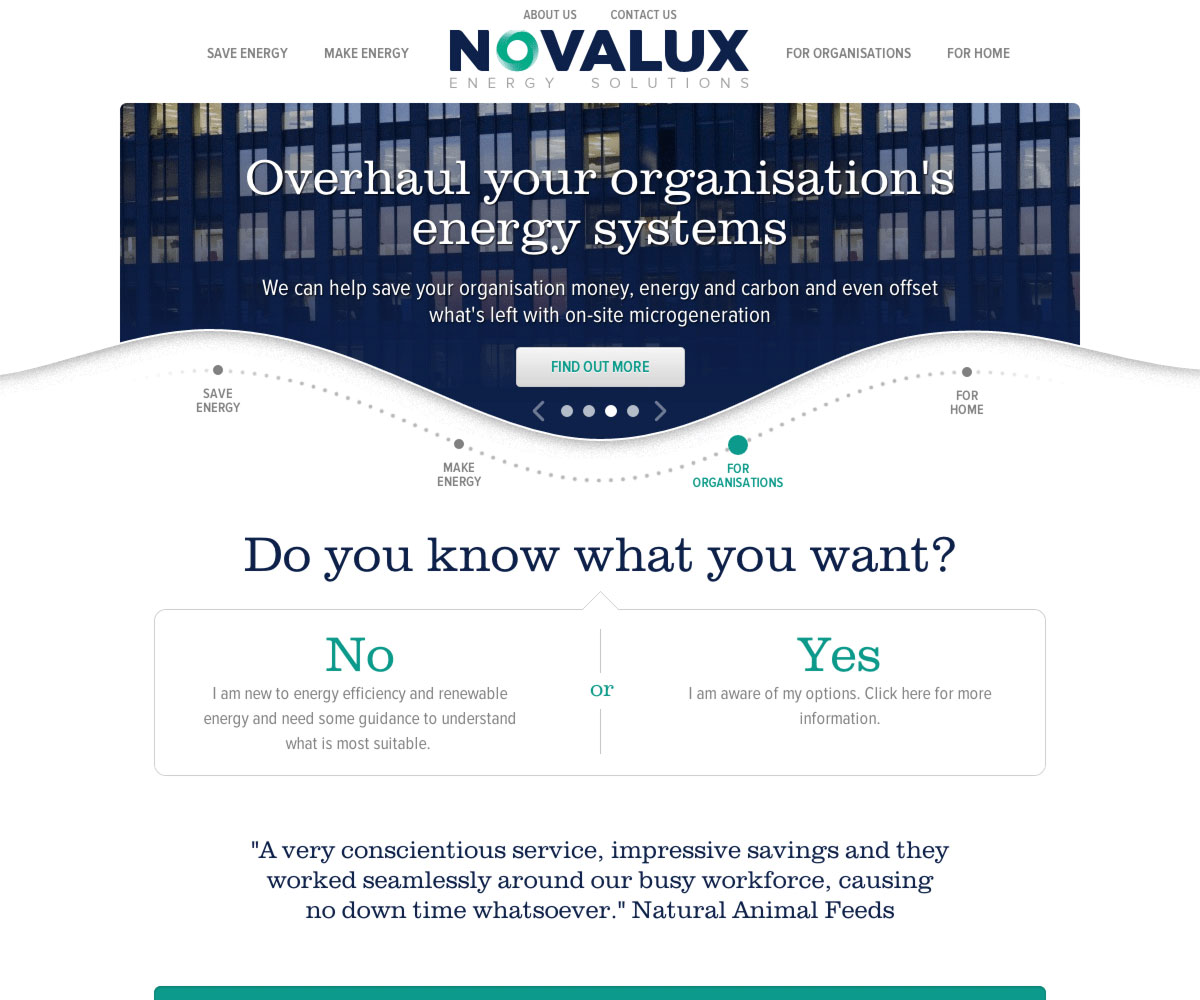 ABOUT US CONTACT US
SAVE ENERGY MAKE ENERGY NOVALUX FOR ORGANISATIONS FOR HOME
ENERGY SOLUTIONS
Overhaul your organisation's
energy systems
We can help save your organisation money, energy and carbon and even offset
what's left with on-site microgeneration
FIND OUT MORE
SAVE
ENERGY
MAKE
ENERGY
FOR
ORGANISATIONS
FOR
HOME
Do you know what you want?
No
I am new to energy efficiency and renewable
energy and need some guidance to understand
what is most suitable.
or
Yes
I am aware of my options. Click here for more
information.
"A very conscientious service, impressive savings and they
worked seamlessly around our busy workforce, causing
no down time whatsoever." Natural Animal Feeds